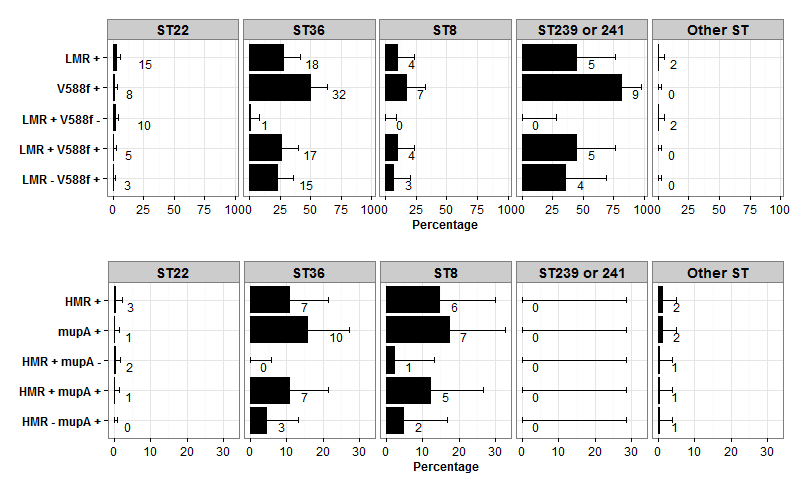 ST22 ST36 ST8 ST239 or 241 Other ST
LMR + 15 18 4 5 2
V588f + 8 32 7 9 0
LMR + V588f - 10 1 0 0 2
LMR + V588f + 5 17 4 5 0
LMR - V588f + 3 15 3 4 0
0 25 50 75 100 0 25 50 75 100 0 25 50 75 100 0 25 50 75 100 0 25 50 75 100
Percentage
ST22 ST36 ST8 ST239 or 241 Other ST
HMR + 3 7 6 0 2
mupA + 1 10 7 0 2
HMR + mupA - 2 0 1 0 1
HMR + mupA + 1 7 5 0 1
HMR - mupA + 0 3 2 0 1
0 10 20 30 0 10 20 30 0 10 20 30 0 10 20 30 0 10 20 30
Percentage